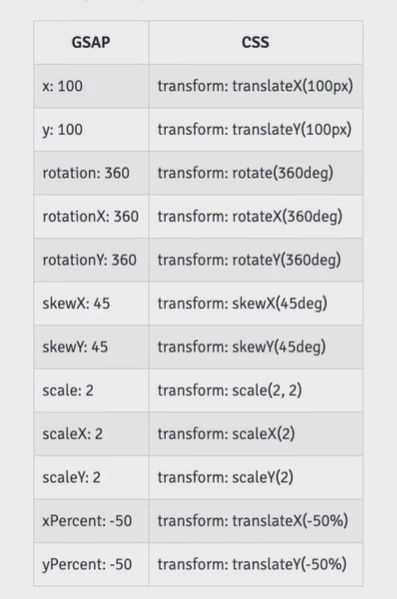 GSAP CSS
x: 100 transform: translateX(100px)
y: 100 transform: translateY(100px)
rotation: 360 transform: rotate(360deg)
rotationX: 360 transform: rotateX(360deg)
rotationY: 360 transform: rotateY(360deg)
skewX: 45 transform: skewX(45deg)
skewY: 45 transform: skewY(45deg)
scale: 2 transform: scale(2, 2)
scaleX: 2 transform: scaleX(2)
scaleY: 2 transform: scaleY(2)
xPercent: -50 transform: translateX(-50%)
yPercent: -50 transform: translateY(-50%)